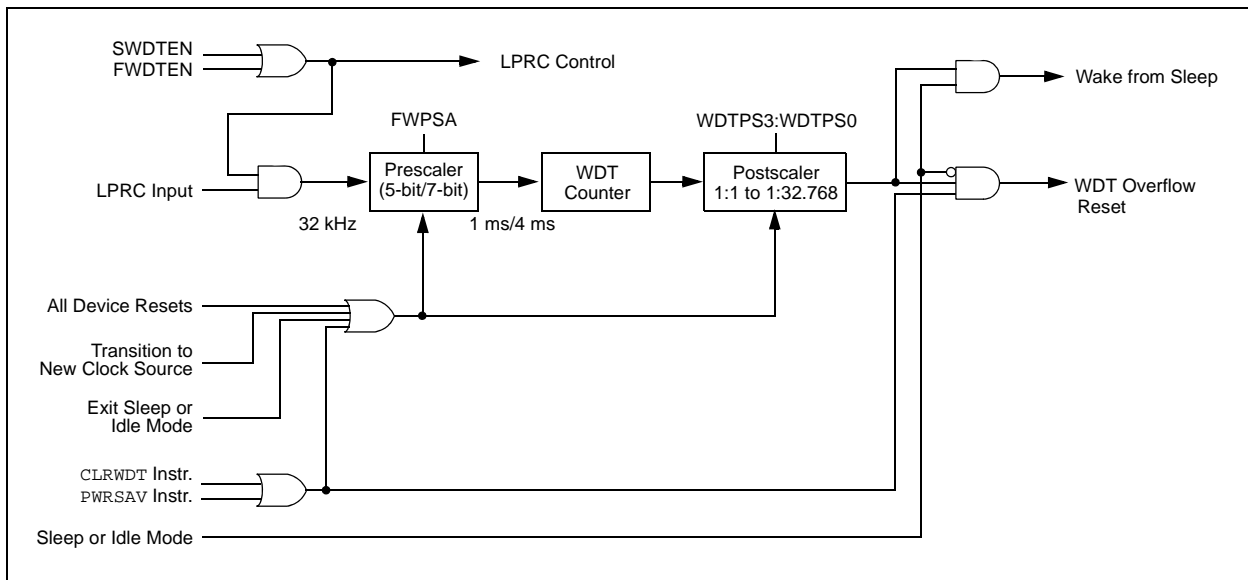 SWDTEN
FWDTEN
LPRC Control
Wake from Sleep
FWPSA
WDTPS3:WDTPS0
LPRC Input
Prescaler
(5-bit/7-bit)
WDT
Counter
Postscaler
1:1 to 1:32.768
WDT Overflow
Reset
32 kHz
1 ms/4 ms
All Device Resets
Transition to
New Clock Source
Exit Sleep or
Idle Mode
CLRWDT Instr.
PWRSAV Instr.
Sleep or Idle Mode